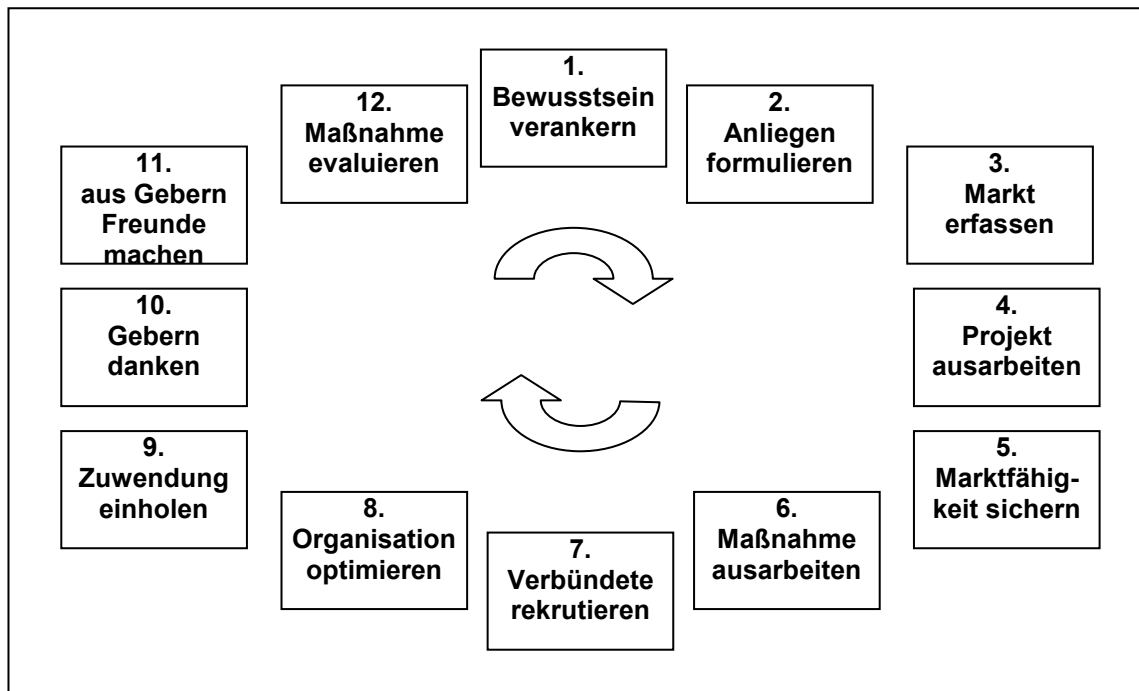 1.
Bewusstsein
verankern
2.
Anliegen
formulieren
3.
Markt
erfassen
4.
Projekt
ausarbeiten
5.
Marktfähig-
keit sichern
6.
Maßnahme
ausarbeiten
7.
Verbündete
rekrutieren
8.
Organisation
optimieren
9.
Zuwendung
einholen
10.
Gebern
danken
11.
aus Gebern
Freunde
machen
12.
Maßnahme
evaluieren